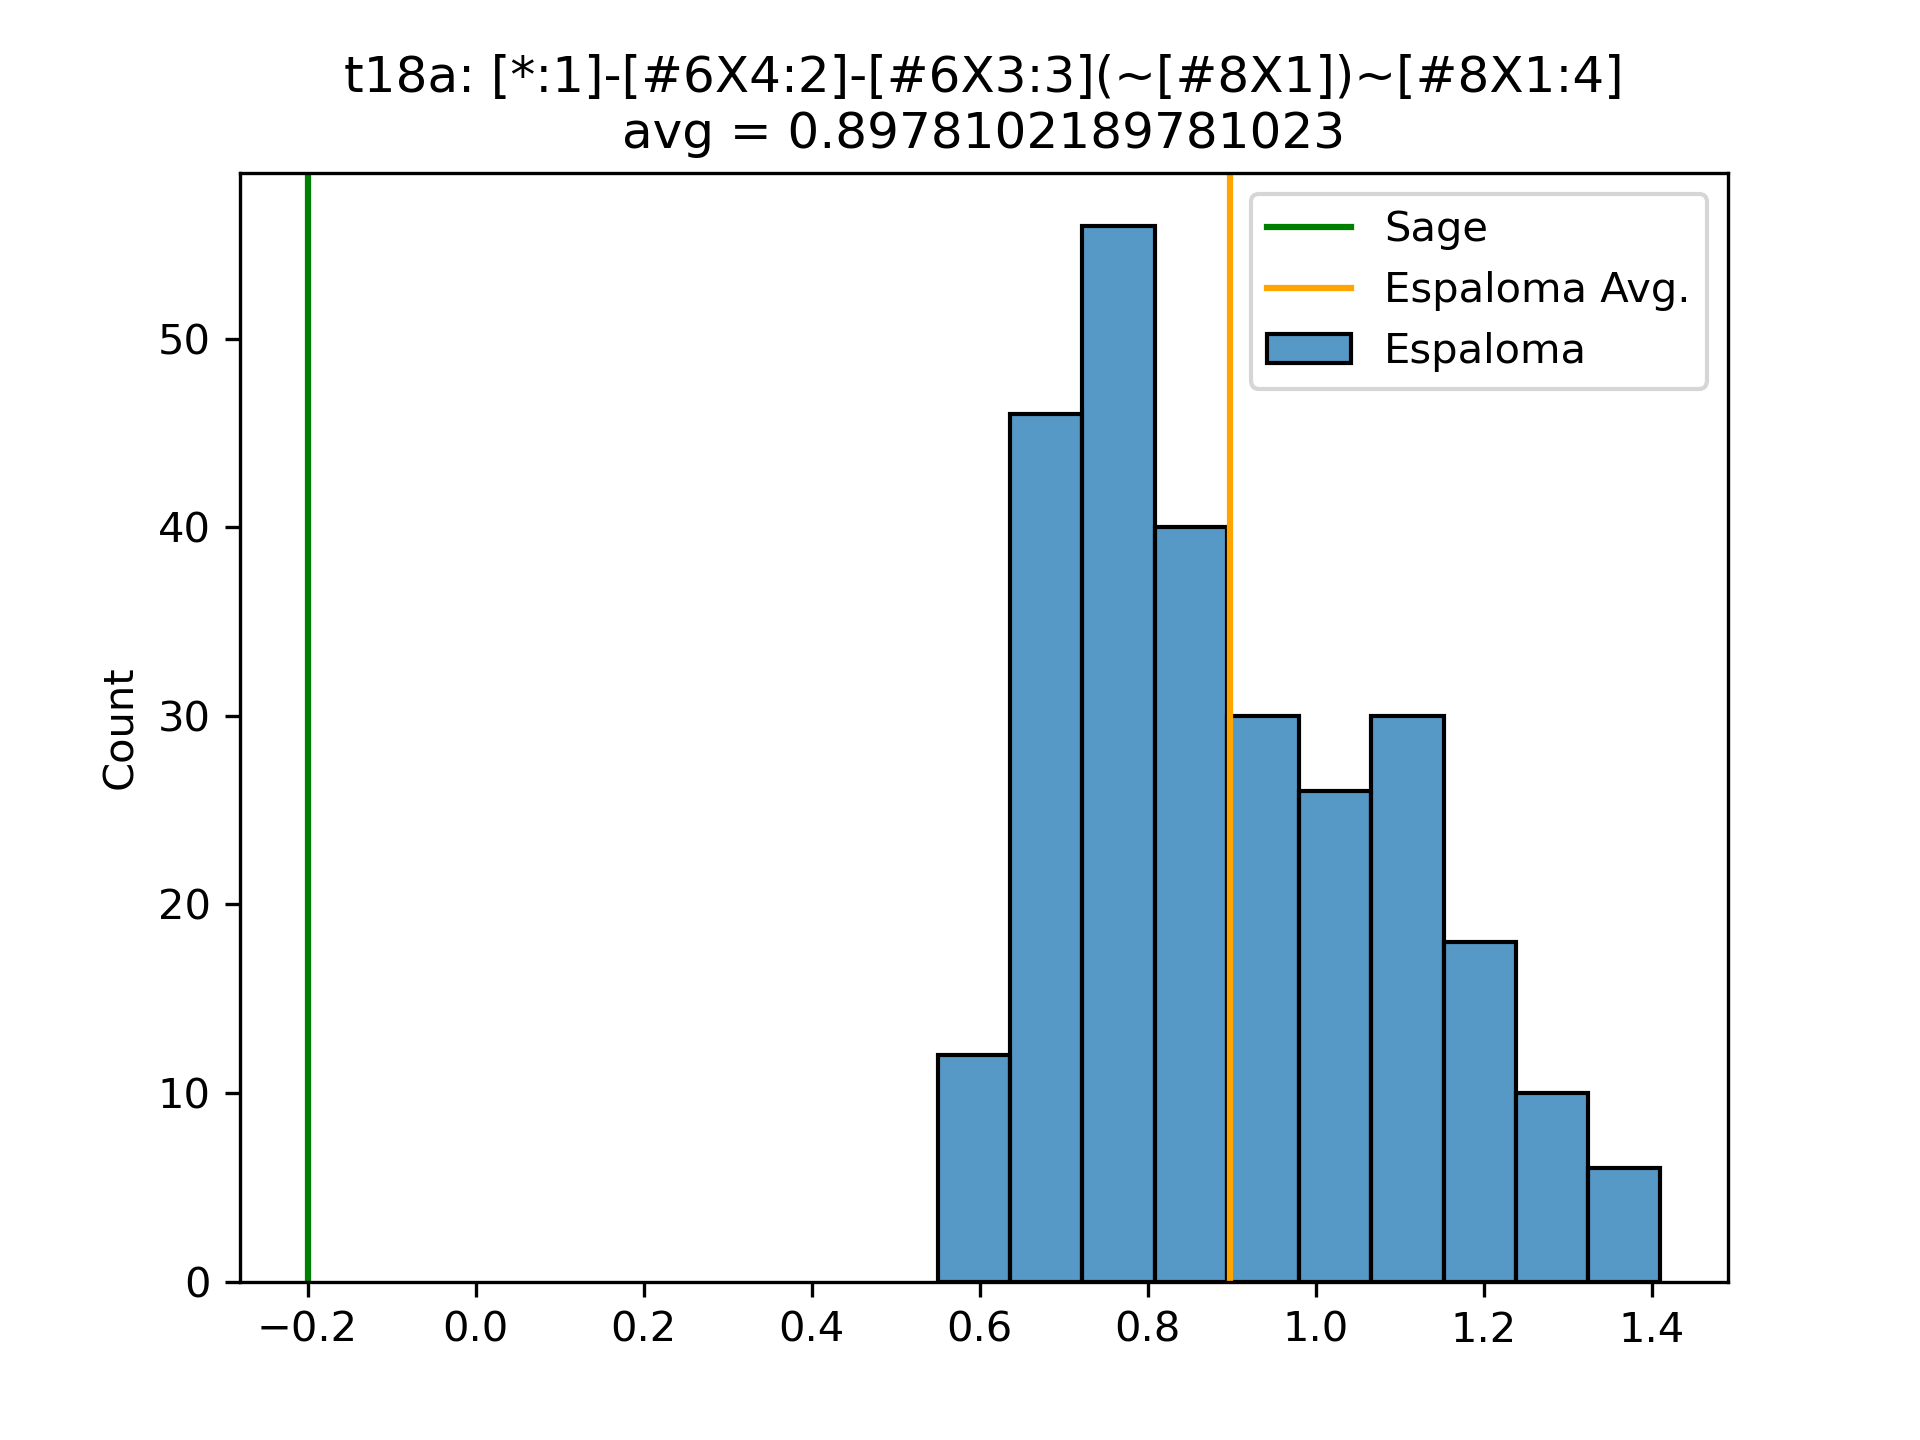 t18a: [*:1]-[#6X4:2]-[#6X3:3](~[#8X1])~[#8X1:4]
avg = 0.8978102189781023
Sage
Espaloma Avg.
Espaloma
Count
50
40
30
20
10
0
−0.2 0.0 0.2 0.4 0.6 0.8 1.0 1.2 1.4